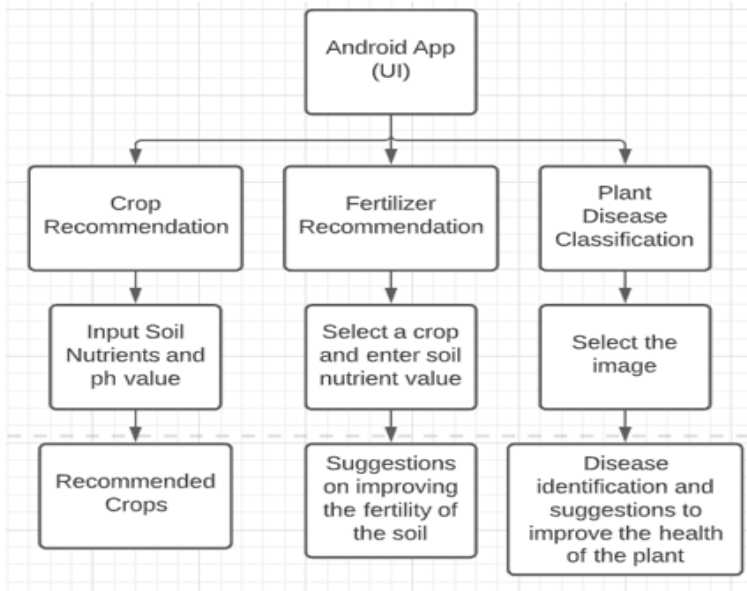 Android App
(UI)
Crop
Recommendation
Fertilizer
Recommendation
Plant
Disease
Classification
Input Soil
Nutrients and
ph value
Select a crop
and enter soil
nutrient value
Select the
image
Recommended
Crops
Suggestions
on improving
the fertility of
the soil
Disease
identification and
suggestions to
improve the health
of the plant